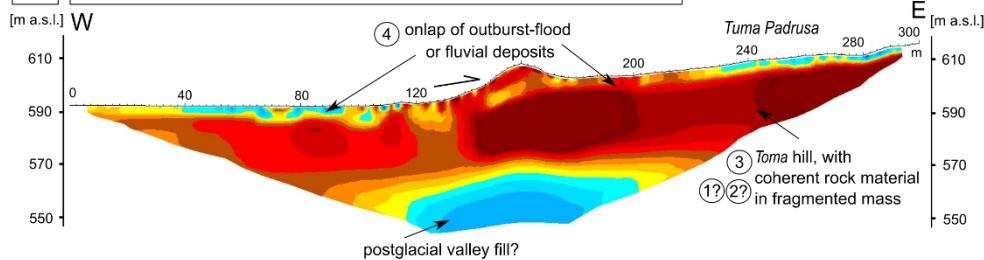 [m a.s.l.] W E [m a.s.l.]
④ onlap of outburst-flood
or fluvial deposits
Tuma Padrusa
300
m
280
240
200
610 610
0 40 80 120
590 590
570 570
③ Toma hill, with
coherent rock material
①? ②? in fragmented mass
550 550
postglacial valley fill?